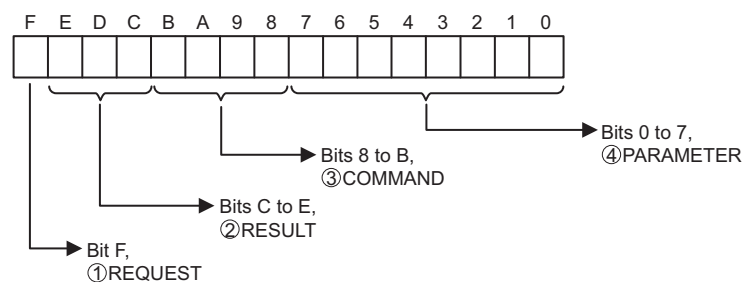 F E D C B A 9 8 7 6 5 4 3 2 1 0
Bits 0 to 7,
④PARAMETER
Bits 8 to B,
③COMMAND
Bits C to E,
②RESULT
Bit F,
①REQUEST